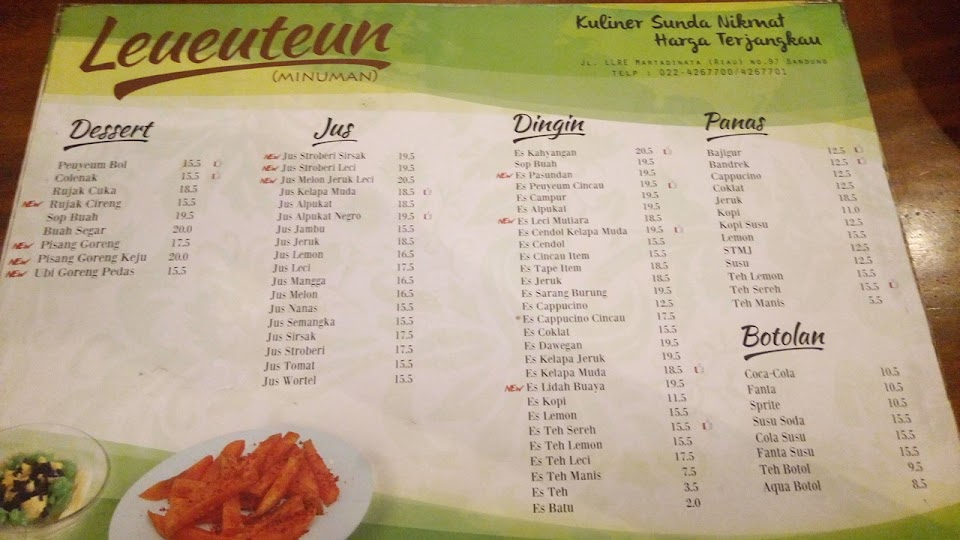 Leueuteun
(MINUMAN)
Kuliner Sunda Nikmat
Harga Terjangkau
Jl. LLRE Martadinata (Riau) no.97 Bandung
TELP : 022-4267700/4267701
Dessert
Peuyeum Bol 15.5
Colenak 15.5
Rujak Cuka 18.5
NEW Rujak Cireng 15.5
Sop Buah 19.5
Buah Segar 20.0
NEW Pisang Goreng 17.5
NEW Pisang Goreng Keju 20.0
NEW Ubi Goreng Pedas 15.5
Jus
NEW Jus Stroberi Sirsak 19.5
NEW Jus Stroberi Leci 19.5
NEW Jus Melon Jeruk Leci 20.5
Jus Kelapa Muda 18.5
Jus Alpukat 18.5
Jus Alpukat Negro 19.5
Jus Jambu 15.5
Jus Jeruk 18.5
Jus Lemon 16.5
Jus Leci 17.5
Jus Mangga 16.5
Jus Melon 16.5
Jus Nanas 15.5
Jus Semangka 15.5
Jus Sirsak 17.5
Jus Stroberi 17.5
Jus Tomat 15.5
Jus Wortel 15.5
Dingin
Es Kahyangan 20.5
Sop Buah 19.5
NEW Es Pasundan 19.5
Es Peuyeum Cincau 19.5
Es Campur 19.5
Es Alpukat 19.5
NEW Es Leci Mutiara 18.5
Es Cendol Kelapa Muda 19.5
Es Cendol 15.5
Es Cincau Item 15.5
Es Tape Item 18.5
Es Jeruk 18.5
Es Sarang Burung 19.5
Es Cappucino 12.5
*Es Cappucino Cincau 17.5
Es Coklat 15.5
Es Dawegan 19.5
Es Kelapa Jeruk 19.5
Es Kelapa Muda 18.5
NEW Es Lidah Buaya 19.5
Es Kopi 11.5
Es Lemon 15.5
Es Teh Sereh 15.5
Es Teh Lemon 15.5
Es Teh Leci 17.5
Es Teh Manis 7.5
Es Teh 3.5
Es Batu 2.0
Panas
Bajigur 12.5
Bandrek 12.5
Cappucino 12.5
Coklat 12.5
Jeruk 18.5
Kopi 11.0
Kopi Susu 12.5
Lemon 15.5
STMJ 12.5
Susu 12.5
Teh Lemon 15.5
Teh Sereh 15.5
Teh Manis 5.5
Botolan
Coca-Cola 10.5
Fanta 10.5
Sprite 10.5
Susu Soda 15.5
Cola Susu 15.5
Fanta Susu 15.5
Teh Botol 9.5
Aqua Botol 8.5